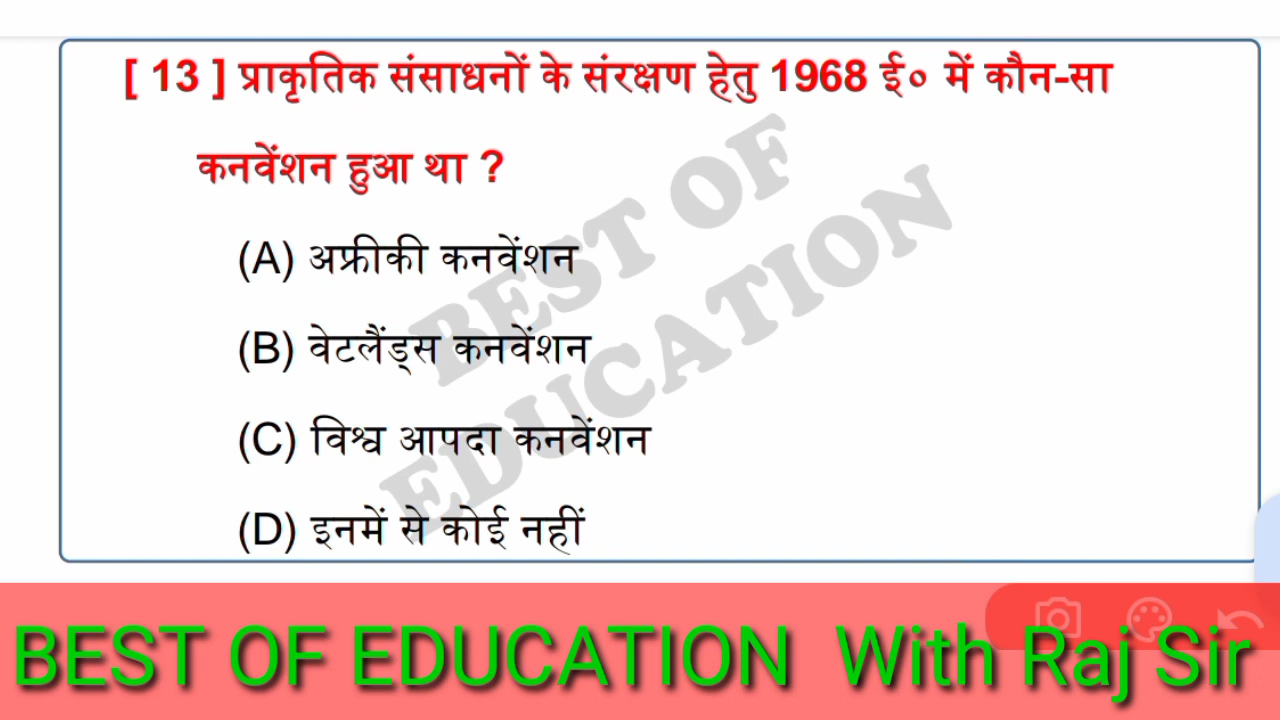 [ 13 ] प्राकृतिक संसाधनों के संरक्षण हेतु 1968 ई० में कौन-सा
कनवेंशन हुआ था ?
(A) अफ्रीकी कनवेंशन
(B) वेटलैंड्स कनवेंशन
(C) विश्व आपदा कनवेंशन
(D) इनमें से कोई नहीं
BEST OF
EDUCATION
BEST OF EDUCATION With Raj Sir